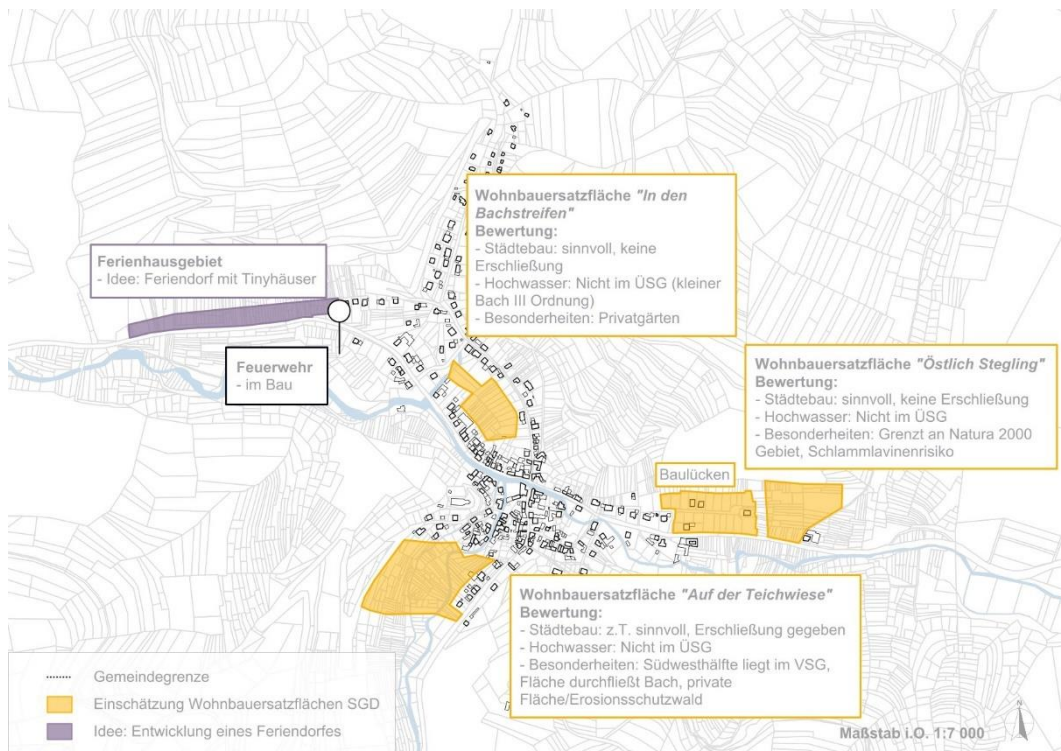 Wohnbauersatzfläche "In den
Bachstreifen"
Bewertung:
- Städtebau: sinnvoll, keine
Erschließung
- Hochwasser: Nicht im ÜSG (kleiner
Bach III Ordnung)
- Besonderheiten: Privatgärten
Ferienhausgebiet
- Idee: Feriendorf mit Tinyhäuser
Feuerwehr
- im Bau
Wohnbauersatzfläche "Östlich Stegling"
Bewertung:
- Städtebau: sinnvoll, keine Erschließung
- Hochwasser: Nicht im ÜSG
- Besonderheiten: Grenzt an Natura 2000
Gebiet, Schlammlavinenrisiko
Baulücken
Wohnbauersatzfläche "Auf der Teichwiese"
Bewertung:
- Städtebau: z.T. sinnvoll, Erschließung gegeben
- Hochwasser: Nicht im ÜSG
- Besonderheiten: Südwesthälfte liegt im VSG,
Fläche durchfließt Bach, private
Fläche/Erosionsschutzwald
Gemeindegrenze
Einschätzung Wohnbauersatzflächen SGD
Idee: Entwicklung eines Feriendorfes
Maßstab i.O. 1:7 000
N